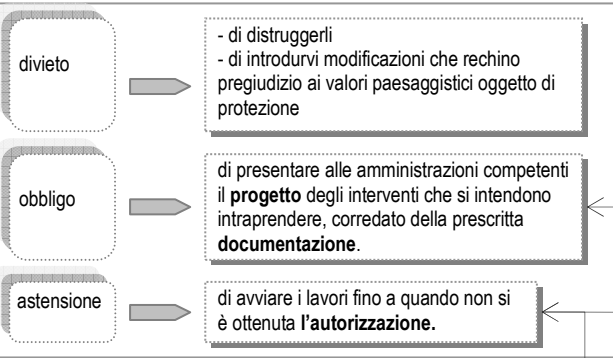 divieto
- di distruggerli
- di introdurvi modificazioni che rechino
pregiudizio ai valori paesaggistici oggetto di
protezione
obbligo
di presentare alle amministrazioni competenti
il progetto degli interventi che si intendono
intraprendere, corredato della prescritta
documentazione.
astensione
di avviare i lavori fino a quando non si
è ottenuta l'autorizzazione.